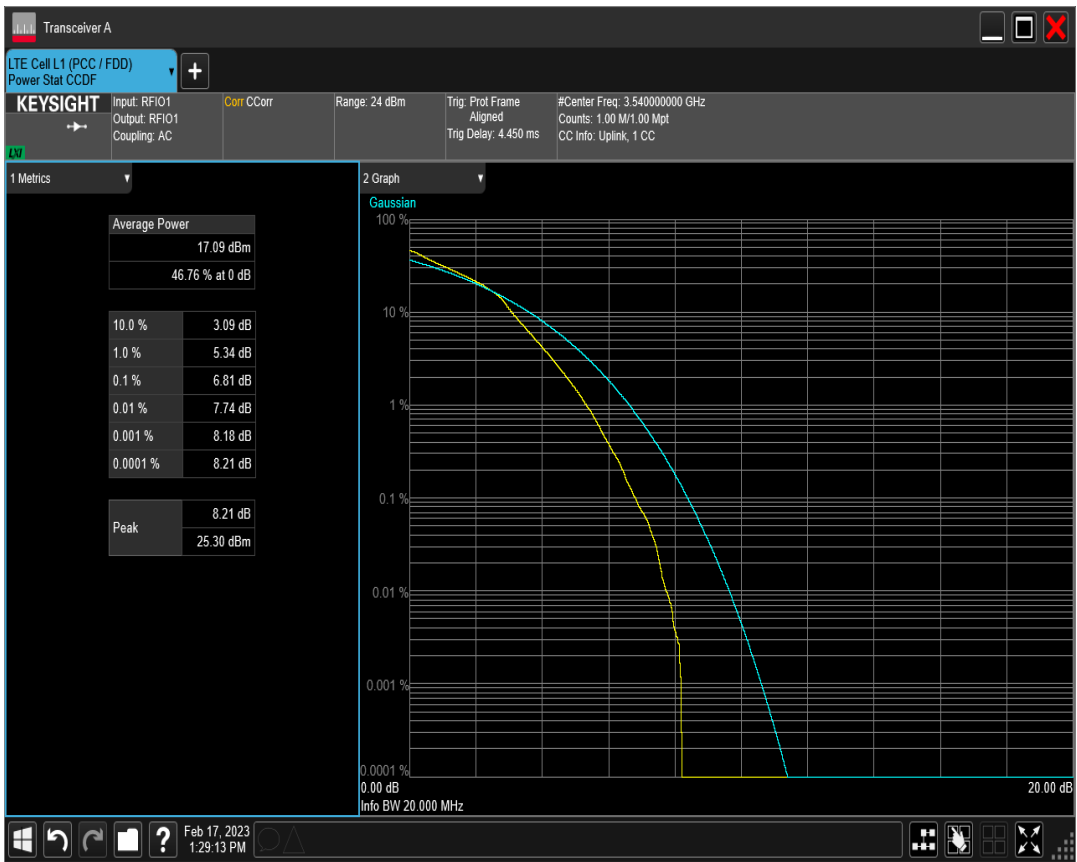 Transceiver A
LTE Cell L1 (PCC / FDD)
Power Stat CCDF
KEYSIGHT
LXI
Input: RFIO1
Output: RFIO1
Coupling: AC
Corr CCorr
Range: 24 dBm
Trig: Prot Frame
Aligned
Trig Delay: 4.450 ms
#Center Freq: 3.540000000 GHz
Counts: 1.00 M/1.00 Mpt
CC Info: Uplink, 1 CC
1 Metrics
Average Power
17.09 dBm
46.76 % at 0 dB
10.0 % 3.09 dB
1.0 % 5.34 dB
0.1 % 6.81 dB
0.01 % 7.74 dB
0.001 % 8.18 dB
0.0001 % 8.21 dB
Peak
8.21 dB
25.30 dBm
2 Graph
Gaussian
100 %
10 %
1 %
0.1 %
0.01 %
0.001 %
0.0001 %
0.00 dB
20.00 dB
Info BW 20.000 MHz
?
Feb 17, 2023
1:29:13 PM